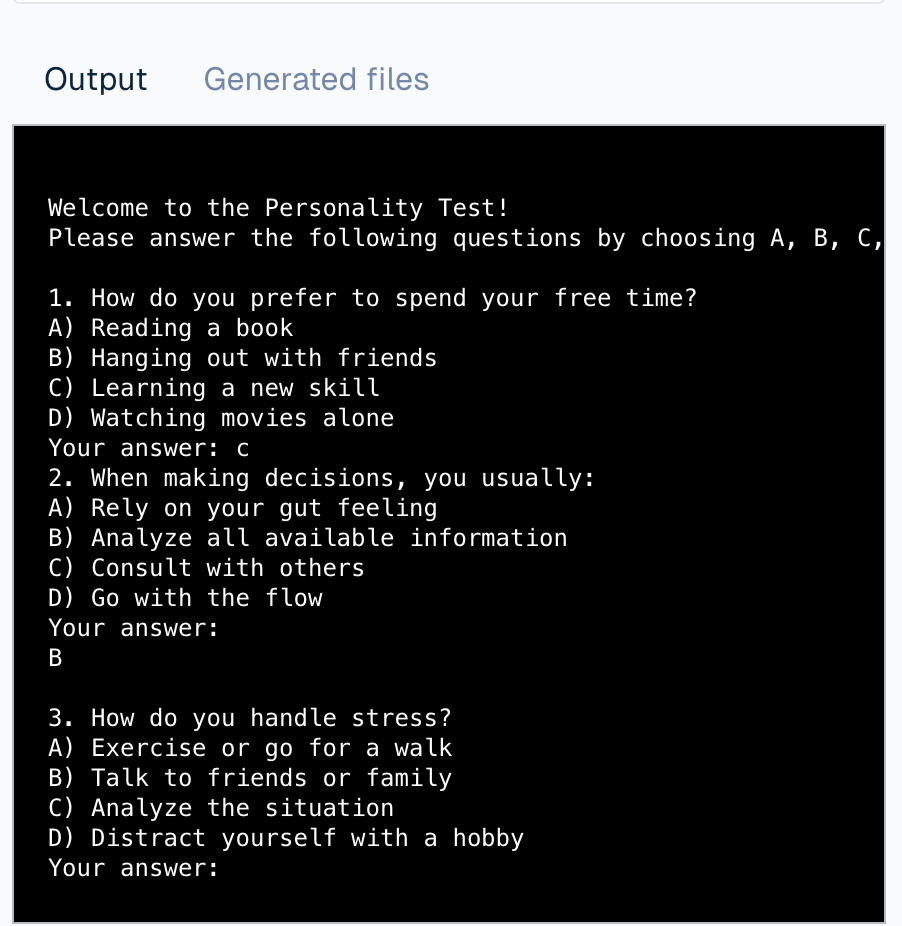 Output Generated files
Welcome to the Personality Test!
Please answer the following questions by choosing A, B, C,
1. How do you prefer to spend your free time?
A) Reading a book
B) Hanging out with friends
C) Learning a new skill
D) Watching movies alone
Your answer: c
2. When making decisions, you usually:
A) Rely on your gut feeling
B) Analyze all available information
C) Consult with others
D) Go with the flow
Your answer:
B
3. How do you handle stress?
A) Exercise or go for a walk
B) Talk to friends or family
C) Analyze the situation
D) Distract yourself with a hobby
Your answer: